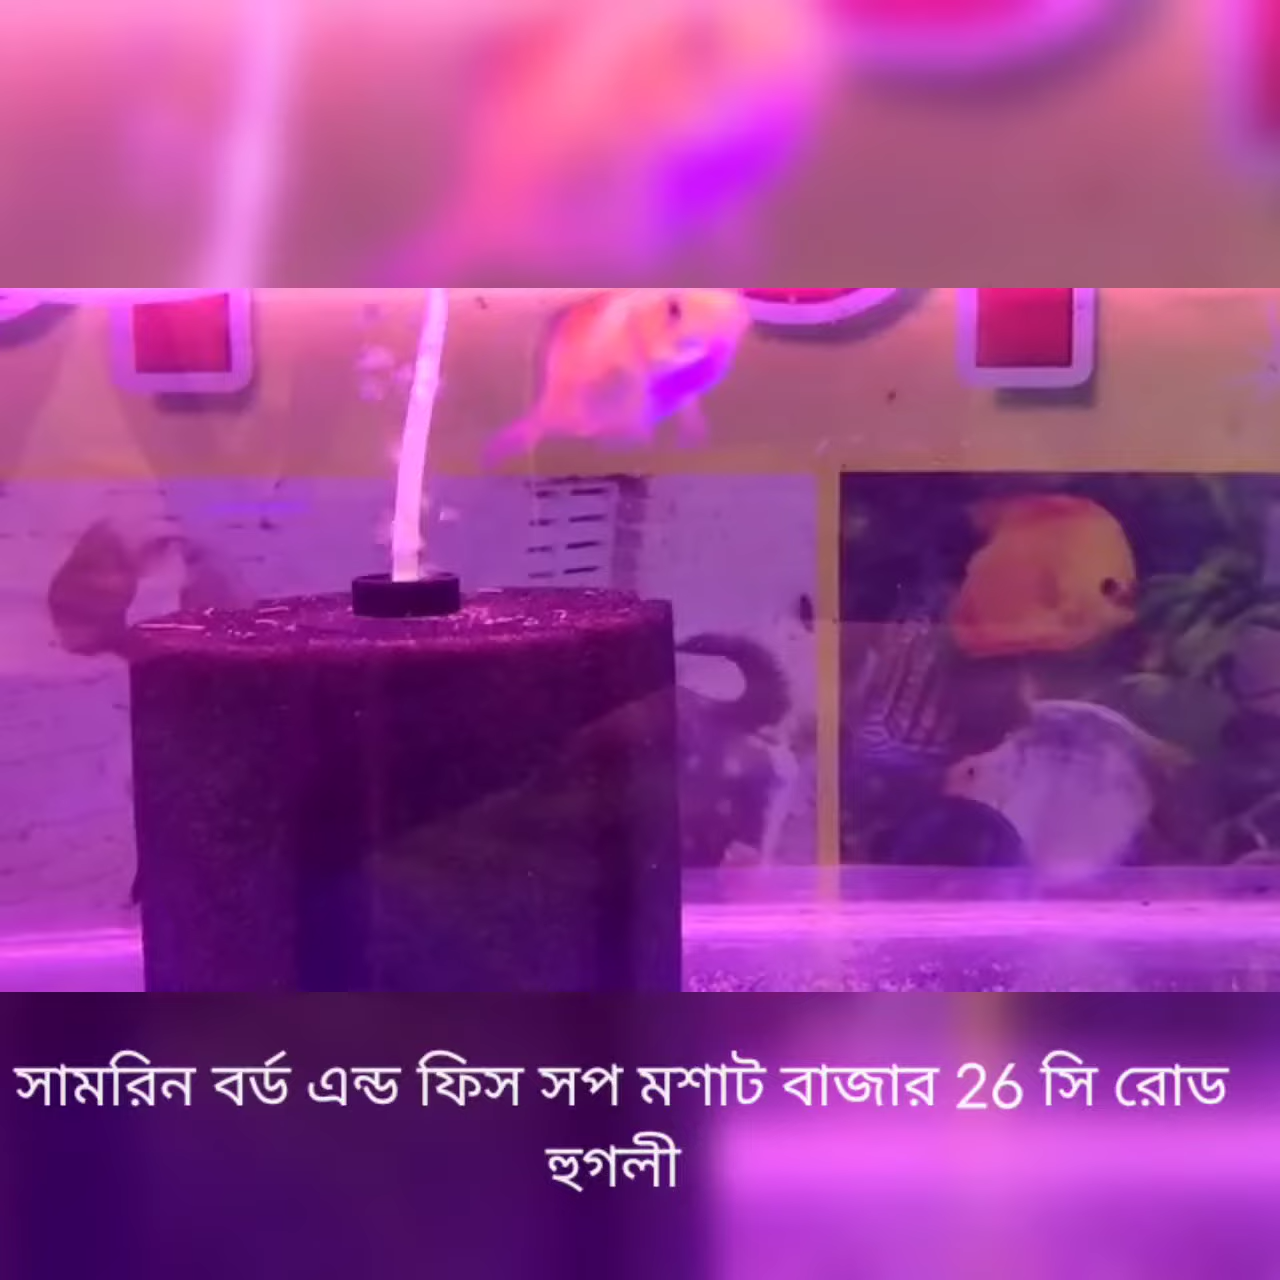 সামরিন বর্ড এন্ড ফিস সপ মশাট বাজার 26 সি রোড
হুগলী